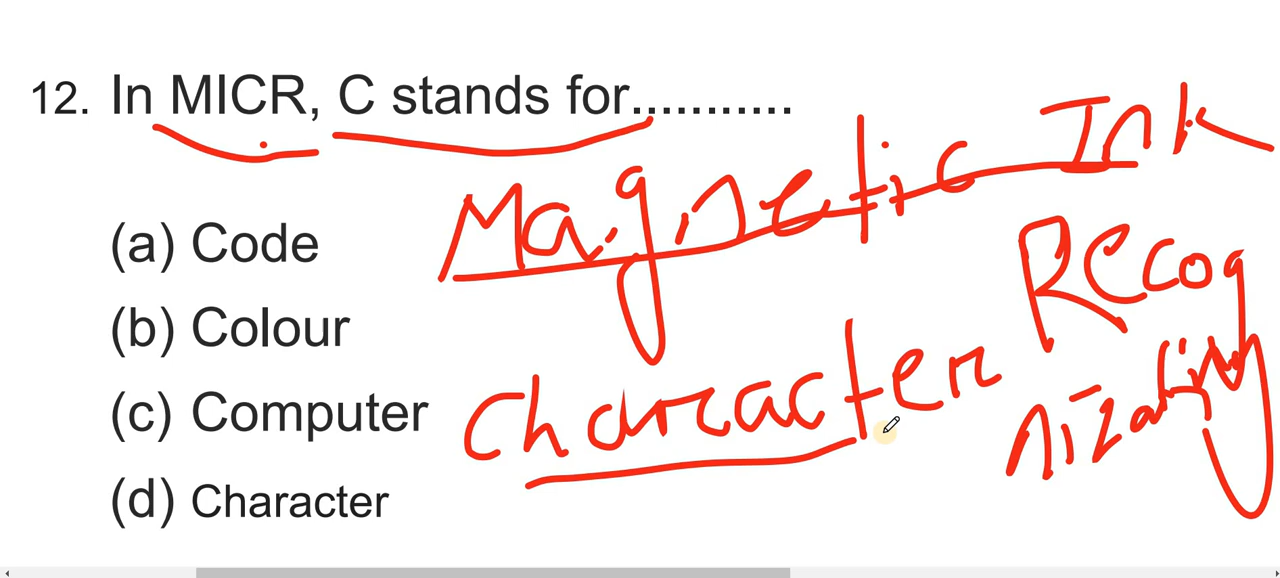 12. In MICR, C stands for...........
Magnetic Ink
(a) Code
Recog
(b) Colour
(c) Computer
Character
(d) Character